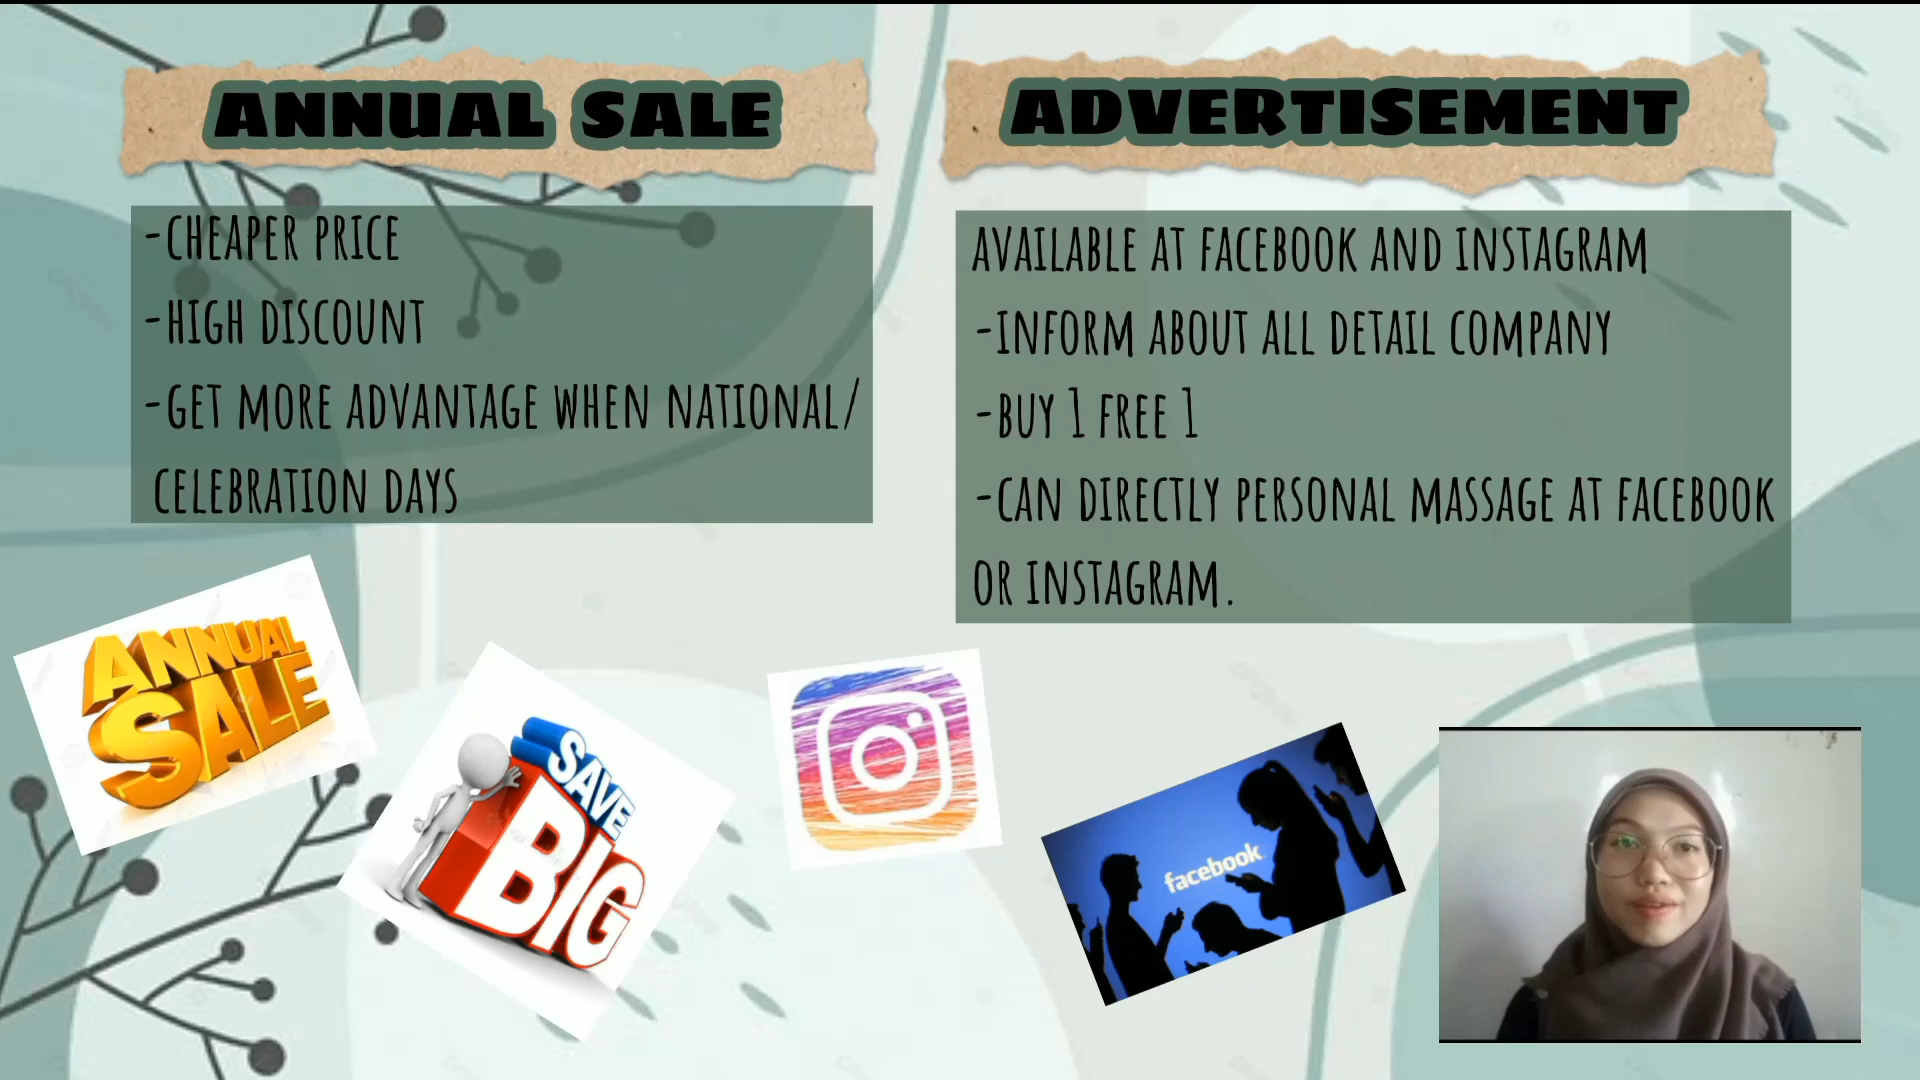 ANNUAL SALE
-CHEAPER PRICE
-HIGH DISCOUNT
-GET MORE ADVANTAGE WHEN NATIONAL/
CELEBRATION DAYS
ADVERTISEMENT
AVAILABLE AT FACEBOOK AND INSTAGRAM
-INFORM ABOUT ALL DETAIL COMPANY
-BUY 1 FREE 1
-CAN DIRECTLY PERSONAL MASSAGE AT FACEBOOK
OR INSTAGRAM.
ANNUAL
SALE
SAVE
BIG
facebook